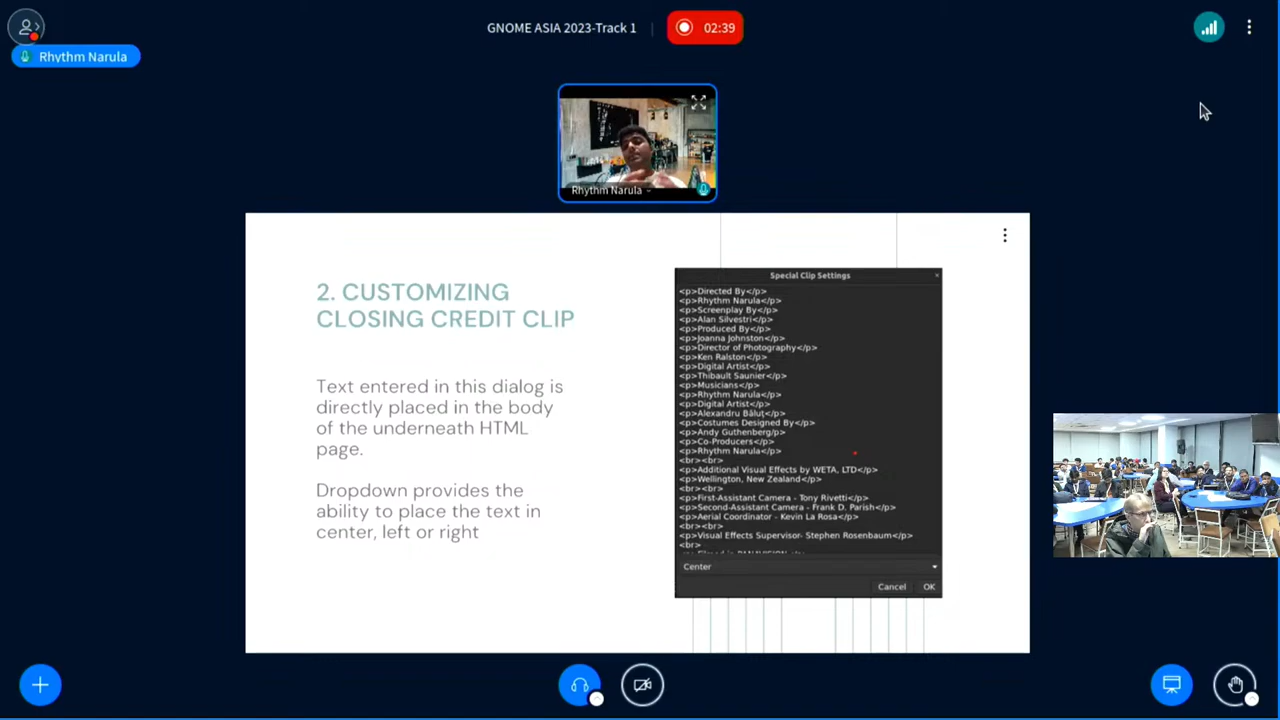 GNOME ASIA 2023-Track 1
02:39
Rhythm Narula
Rhythm Narula
2. CUSTOMIZING
CLOSING CREDIT CLIP
Text entered in this dialog is
directly placed in the body
of the underneath HTML
page.
Dropdown provides the
ability to place the text in
center, left or right
Special Clip Settings
<p>Directed By</p>
<p>Rhythm Narula</p>
<p>Screenplay By</p>
<p>Alan Silvestri</p>
<p>Produced By</p>
<p>Joanna Johnston</p>
<p>Director of Photography</p>
<p>Ken Ralston</p>
<p>Digital Artist</p>
<p>Thibault Saunier</p>
<p>Musicians</p>
<p>Rhythm Narula</p>
<p>Digital Artist</p>
<p>Alexandru Băluț</p>
<p>Costumes Designed By</p>
<p>Andy Guthenberg/p>
<p>Co-Producers</p>
<p>Rhythm Narula</p>
<br><br>
<p>Additional Visual Effects by WETA, LTD</p>
<p>Wellington, New Zealand</p>
<br><br>
<p>First-Assistant Camera - Tony Rivetti</p>
<p>Second-Assistant Camera - Frank D. Parish</p>
<p>Aerial Coordinator - Kevin La Rosa</p>
<br><br>
<p>Visual Effects Supervisor- Stephen Rosenbaum</p>
<br>
Center
Cancel OK